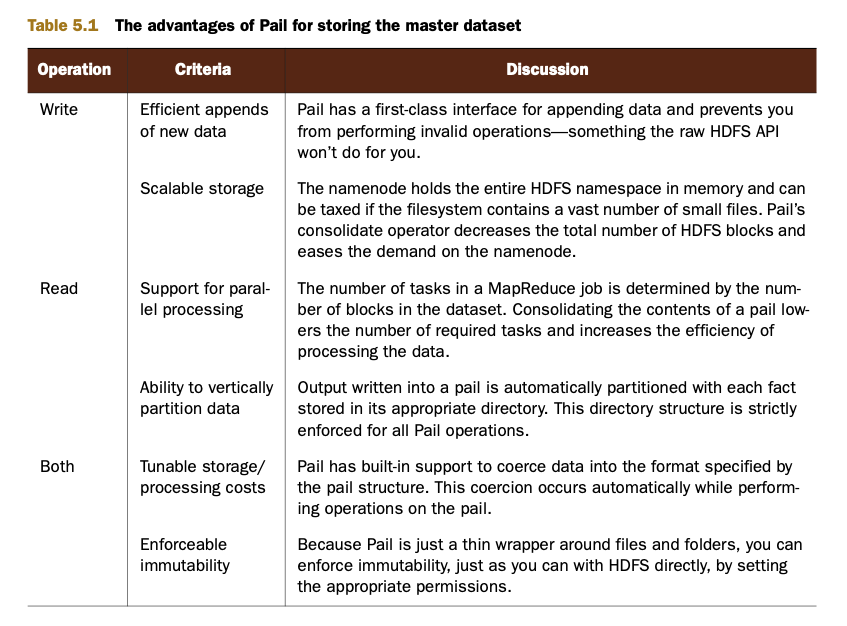 Table 5.1 The advantages of Pail for storing the master dataset
Operation Criteria Discussion
Write Efficient appends Pail has a first-class interface for appending data and prevents you
of new data from performing invalid operations—something the raw HDFS API
won't do for you.
Scalable storage The namenode holds the entire HDFS namespace in memory and can
be taxed if the filesystem contains a vast number of small files. Pail's
consolidate operator decreases the total number of HDFS blocks and
eases the demand on the namenode.
Read Support for paral- The number of tasks in a MapReduce job is determined by the num-
lel processing ber of blocks in the dataset. Consolidating the contents of a pail low-
ers the number of required tasks and increases the efficiency of
processing the data.
Ability to vertically Output written into a pail is automatically partitioned with each fact
partition data stored in its appropriate directory. This directory structure is strictly
enforced for all Pail operations.
Both Tunable storage/ Pail has built-in support to coerce data into the format specified by
processing costs the pail structure. This coercion occurs automatically while perform-
ing operations on the pail.
Enforceable Because Pail is just a thin wrapper around files and folders, you can
immutability enforce immutability, just as you can with HDFS directly, by setting
the appropriate permissions.